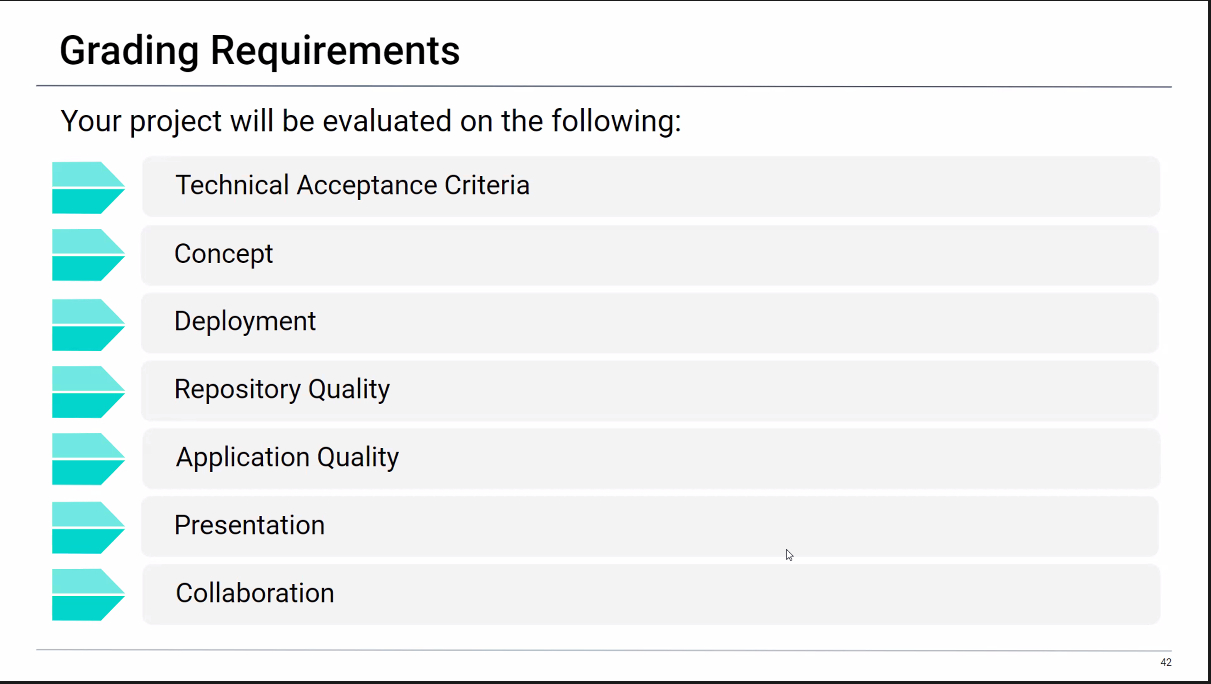 Grading Requirements
Your project will be evaluated on the following:
Technical Acceptance Criteria
Concept
Deployment
Repository Quality
Application Quality
Presentation
Collaboration
42